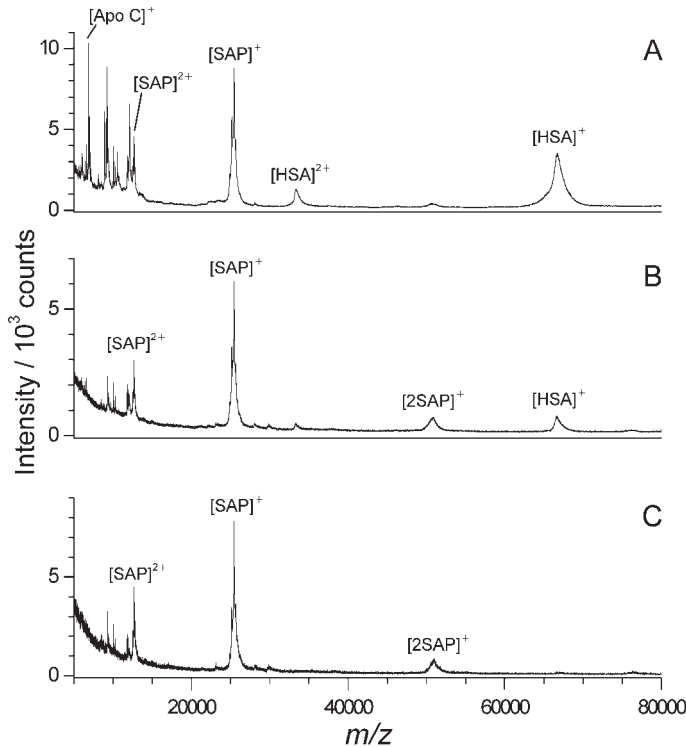 [Apo C]⁺
A
[SAP]⁺
[SAP]²⁺
[HSA]⁺
[HSA]²⁺
10
5
0
B
[SAP]⁺
[SAP]²⁺
[2SAP]⁺
[HSA]⁺
5
0
Intensity / 10³ counts
C
[SAP]⁺
[SAP]²⁺
[2SAP]⁺
5
0
20000 40000 60000 80000
m/z